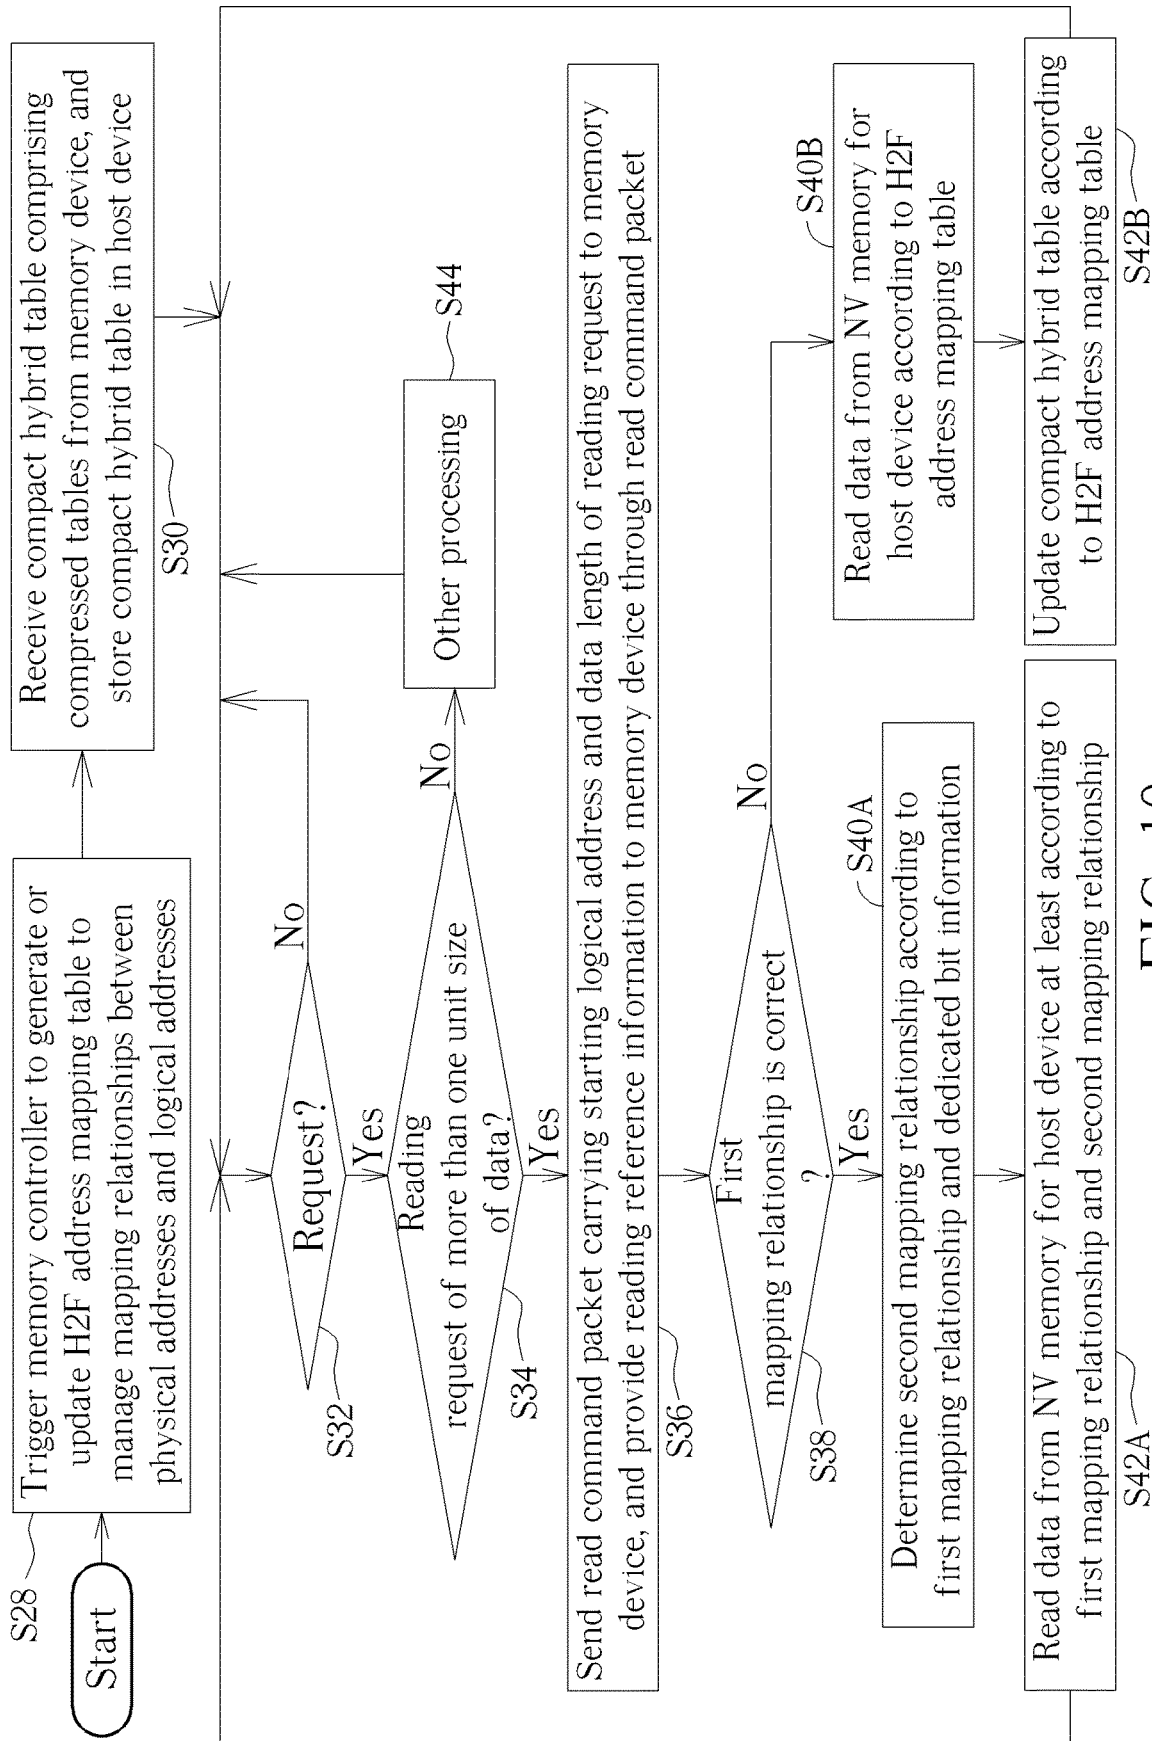 Start
S28
Trigger memory controller to generate or
update H2F address mapping table to
manage mapping relationships between
physical addresses and logical addresses
Receive compact hybrid table comprising
compressed tables from memory device, and
store compact hybrid table in host device
S30
Request?
No
Yes
S32
Reading
request of more than one unit size
of data?
No
Yes
S34
Other processing
S44
Send read command packet carrying starting logical address and data length of reading request to memory
device, and provide reading reference information to memory device through read command packet
S36
First
mapping relationship is correct
?
No
Yes
S38
Determine second mapping relationship according to
first mapping relationship and dedicated bit information
S40A
Read data from NV memory for
host device according to H2F
address mapping table
S40B
Read data from NV memory for host device at least according to
first mapping relationship and second mapping relationship
S42A
Update compact hybrid table according
to H2F address mapping table
S42B